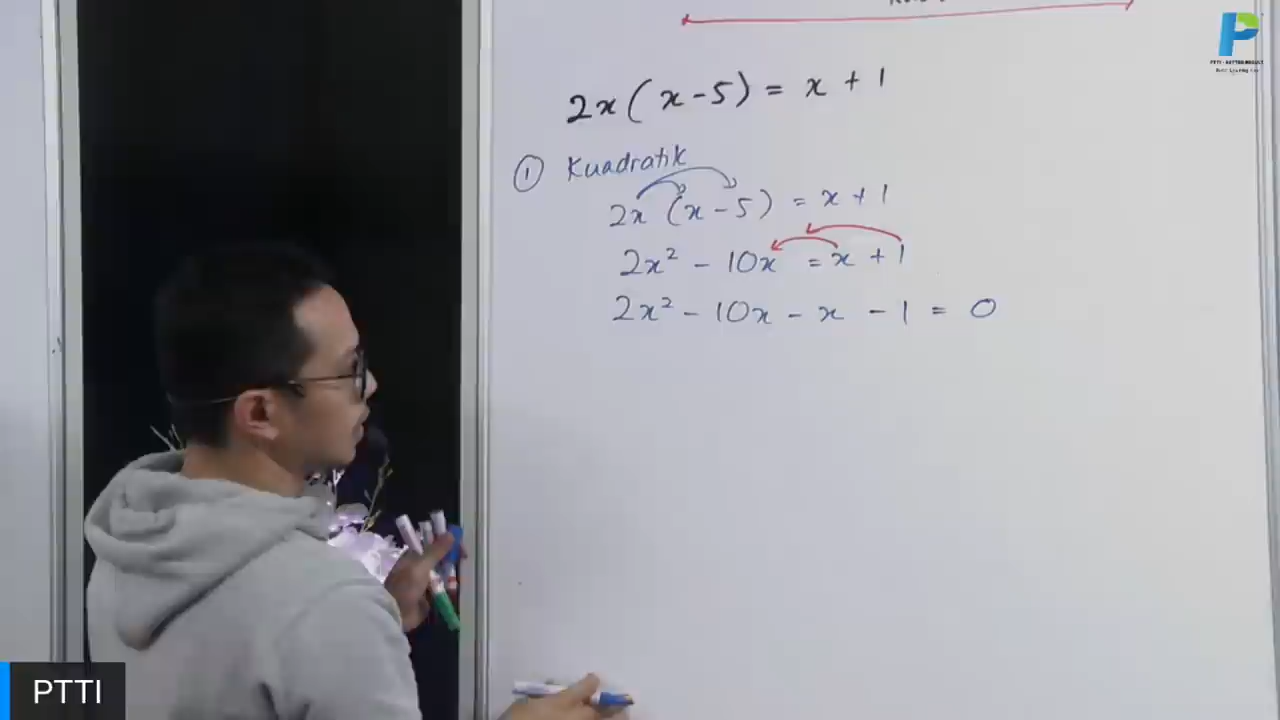 2x(x-5) = x + 1
① Kuadratik
2x (x-5) = x + 1
2x² - 10x = x + 1
2x² - 10x - x - 1 = 0
PTTI